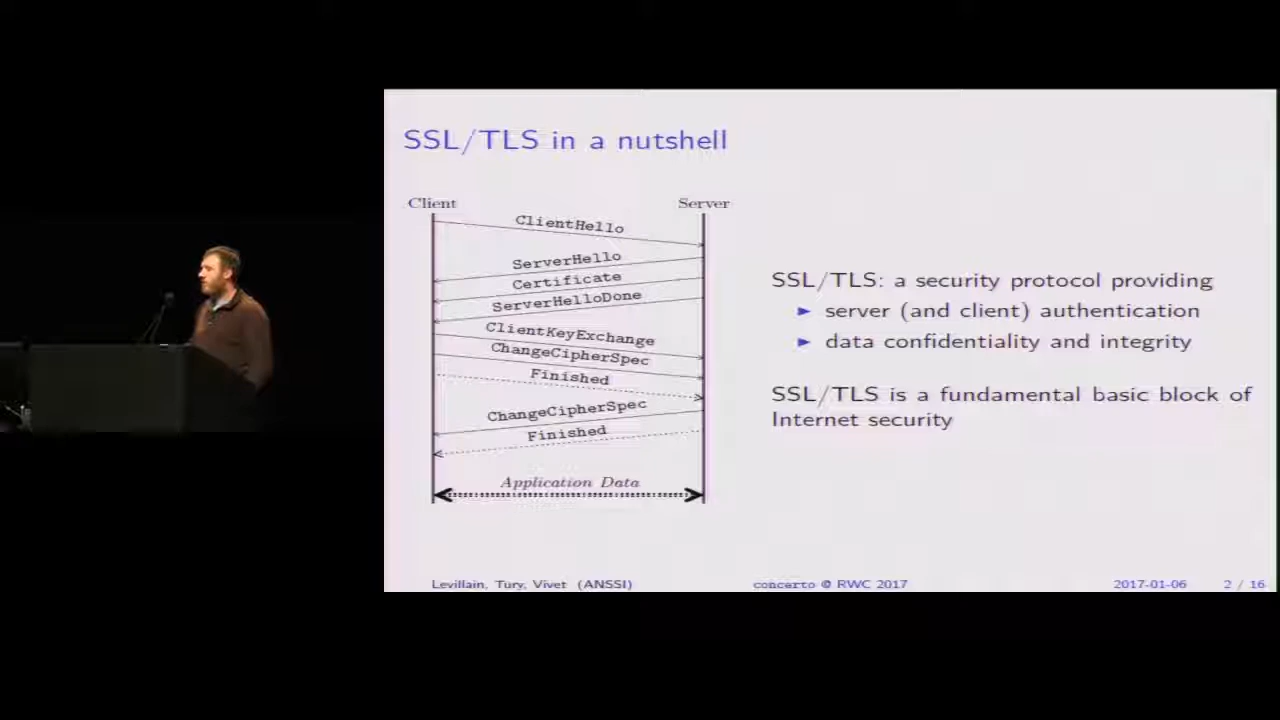 SSL/TLS in a nutshell
Client
Server
ClientHello
ServerHello
Certificate
ServerHelloDone
ClientKeyExchange
ChangeCipherSpec
Finished
ChangeCipherSpec
Finished
Application Data
SSL/TLS: a security protocol providing
server (and client) authentication
data confidentiality and integrity
SSL/TLS is a fundamental basic block of
Internet security
Levillain, Tury, Vivet (ANSSI)
concerto @ RWC 2017
2017-01-06
2 / 16